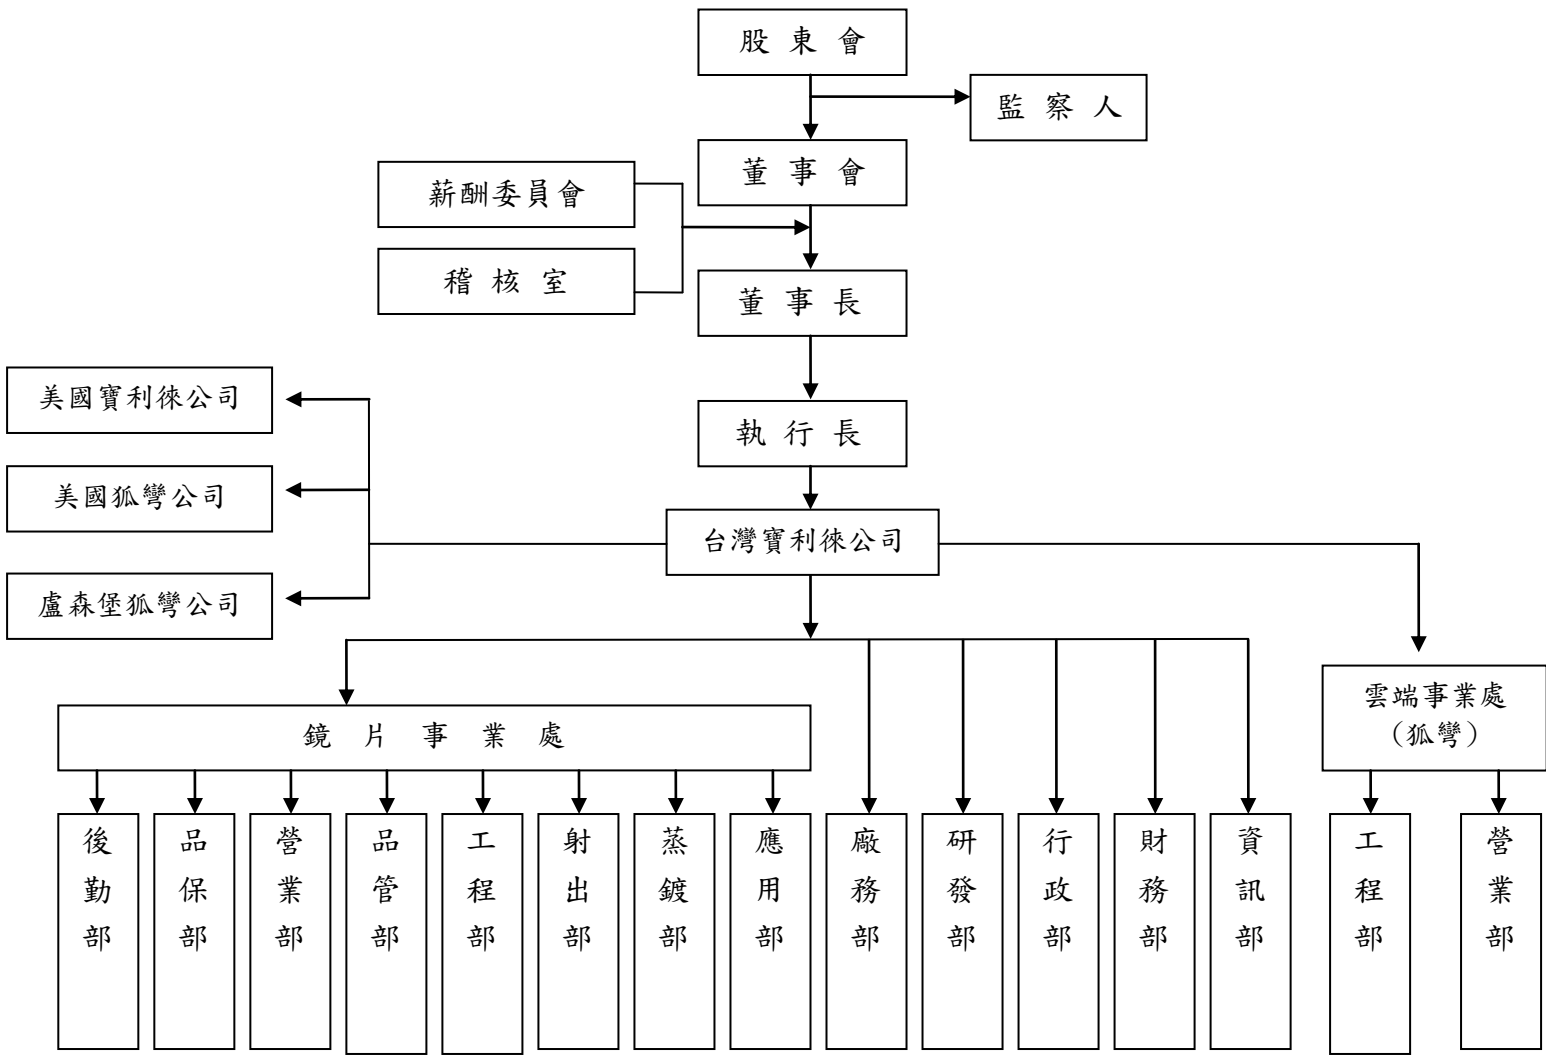 股東會
監察人
董事會
薪酬委員會
稽核室
董事長
美國寶利徠公司
執行長
美國狐彎公司
台灣寶利徠公司
盧森堡狐彎公司
鏡片事業處
雲端事業處
(狐彎)
後勤部
品保部
營業部
品管部
工程部
射出部
蒸鍍部
應用部
廠務部
研發部
行政部
財務部
資訊部
工程部
營業部